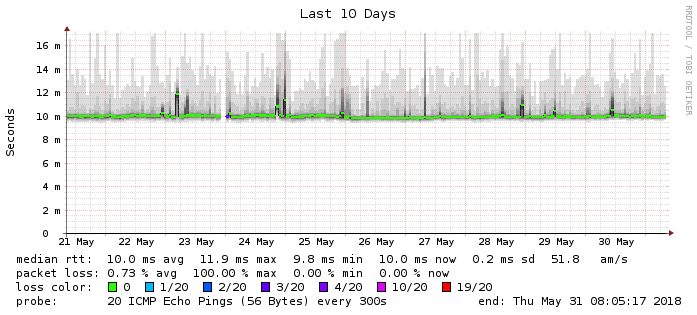 Last 10 Days
RRDTOOL / TOBI OETIKER
Seconds
16 m
14 m
12 m
10 m
8 m
6 m
4 m
2 m
0
21 May 22 May 23 May 24 May 25 May 26 May 27 May 28 May 29 May 30 May
median rtt: 10.0 ms avg 11.9 ms max 9.8 ms min 10.0 ms now 0.2 ms sd 51.8 am/s
packet loss: 0.73 % avg 100.00 % max 0.00 % min 0.00 % now
loss color: 0 1/20 2/20 3/20 4/20 10/20 19/20
probe: 20 ICMP Echo Pings (56 Bytes) every 300s end: Thu May 31 08:05:17 2018